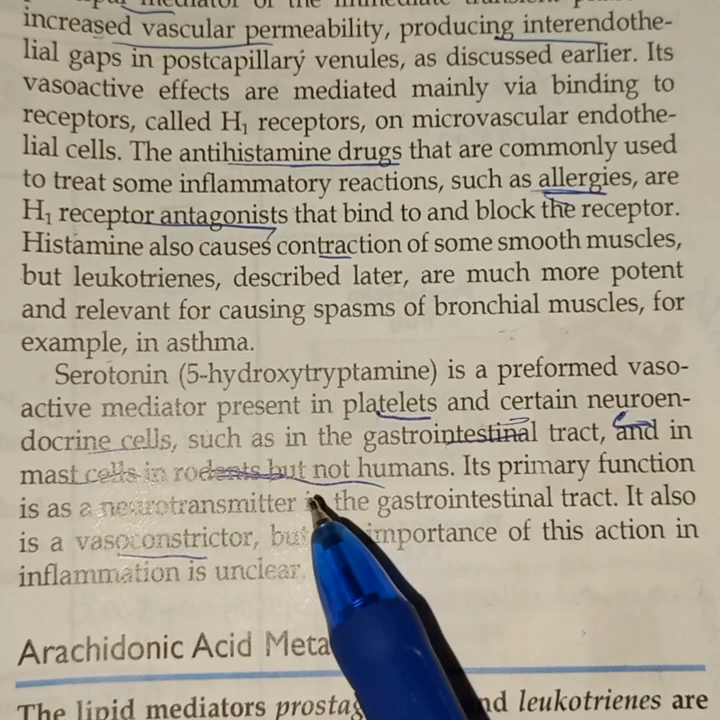 mediator of the immediate transient
increased vascular permeability, producing interendothe-
lial gaps in postcapillary venules, as discussed earlier. Its
vasoactive effects are mediated mainly via binding to
receptors, called H₁ receptors, on microvascular endothe-
lial cells. The antihistamine drugs that are commonly used
to treat some inflammatory reactions, such as allergies, are
H₁ receptor antagonists that bind to and block the receptor.
Histamine also causes contraction of some smooth muscles,
but leukotrienes, described later, are much more potent
and relevant for causing spasms of bronchial muscles, for
example, in asthma.
Serotonin (5-hydroxytryptamine) is a preformed vaso-
active mediator present in platelets and certain neuroen-
docrine cells, such as in the gastrointestinal tract, and in
mast cells in rodents but not humans. Its primary function
is as a neurotransmitter in the gastrointestinal tract. It also
is a vasoconstrictor, but importance of this action in
inflammation is unclear.
Arachidonic Acid Meta
The lipid mediators prostag nd leukotrienes are